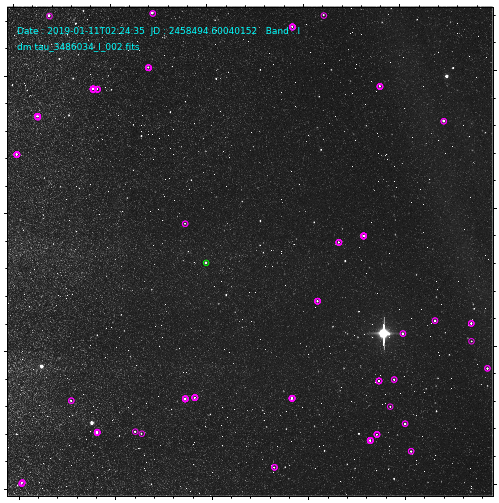 Date : 2019-01-11T02:24:35 JD : 2458494.60040152 Band : I
dm tau_3486034_I_002.fits